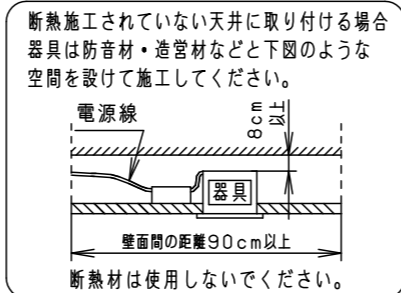 断熱施工されていない天井に取り付ける場合
器具は防音材・造営材などと下図のような
空間を設けて施工してください。
電源線
8cm
以上
器具
壁面間の距離90cm以上
断熱材は使用しないでください。